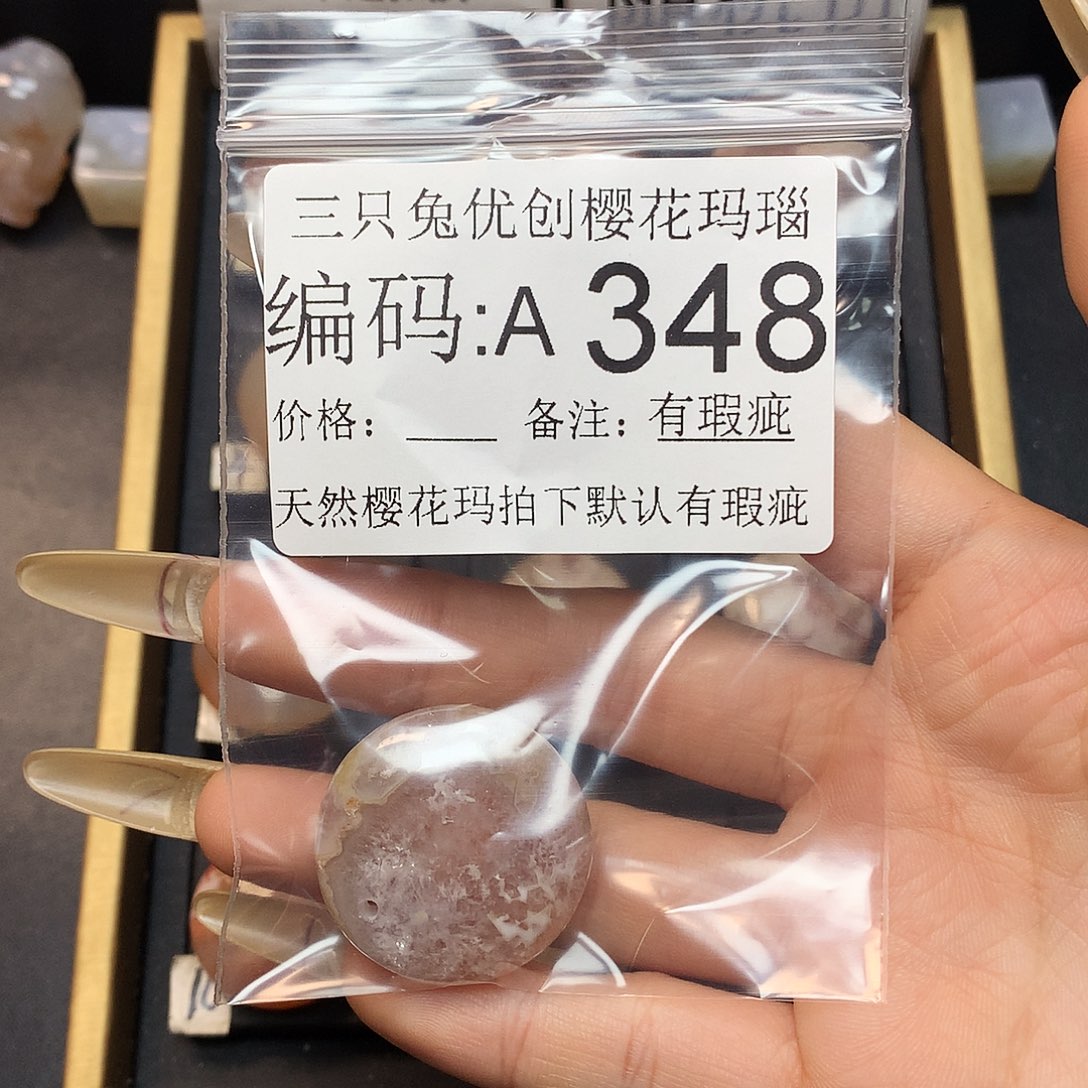 三只兔优创樱花玛瑙
编码:A 348
价格: ____ 备注: 有瑕疵
天然樱花玛拍下默认有瑕疵